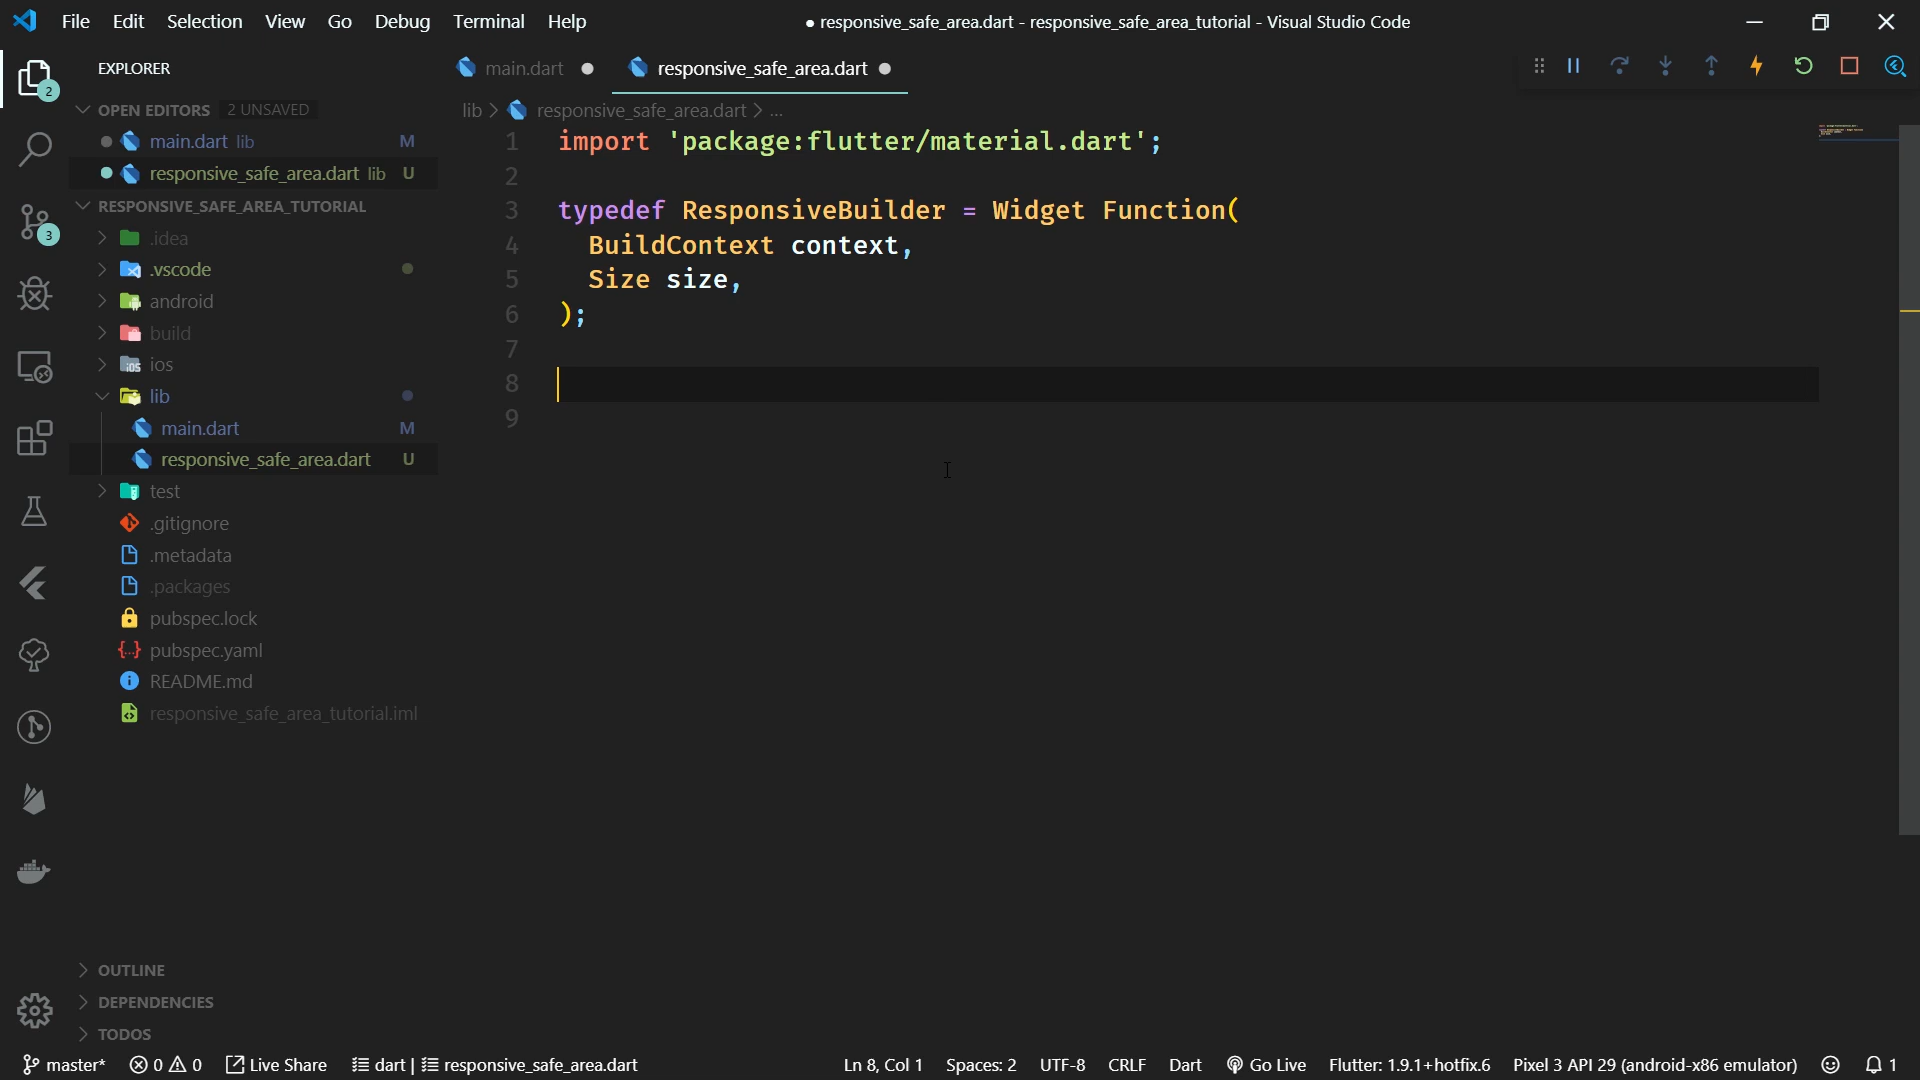 File Edit Selection View Go Debug Terminal Help
● responsive_safe_area.dart - responsive_safe_area_tutorial - Visual Studio Code
EXPLORER
OPEN EDITORS 2 UNSAVED
main.dart lib M
responsive_safe_area.dart lib U
RESPONSIVE_SAFE_AREA_TUTORIAL
.idea
.vscode
android
build
ios
lib
main.dart M
responsive_safe_area.dart U
test
.gitignore
.metadata
.packages
pubspec.lock
pubspec.yaml
README.md
responsive_safe_area_tutorial.iml
OUTLINE
DEPENDENCIES
TODOS
2
3
main.dart ● responsive_safe_area.dart ●
lib > responsive_safe_area.dart > ...
1 import 'package:flutter/material.dart';
2
3 typedef ResponsiveBuilder = Widget Function(
4 BuildContext context,
5 Size size,
6 );
7
8
9
master* 0 0 Live Share dart | responsive_safe_area.dart
Ln 8, Col 1 Spaces: 2 UTF-8 CRLF Dart Go Live Flutter: 1.9.1+hotfix.6 Pixel 3 API 29 (android-x86 emulator) 1